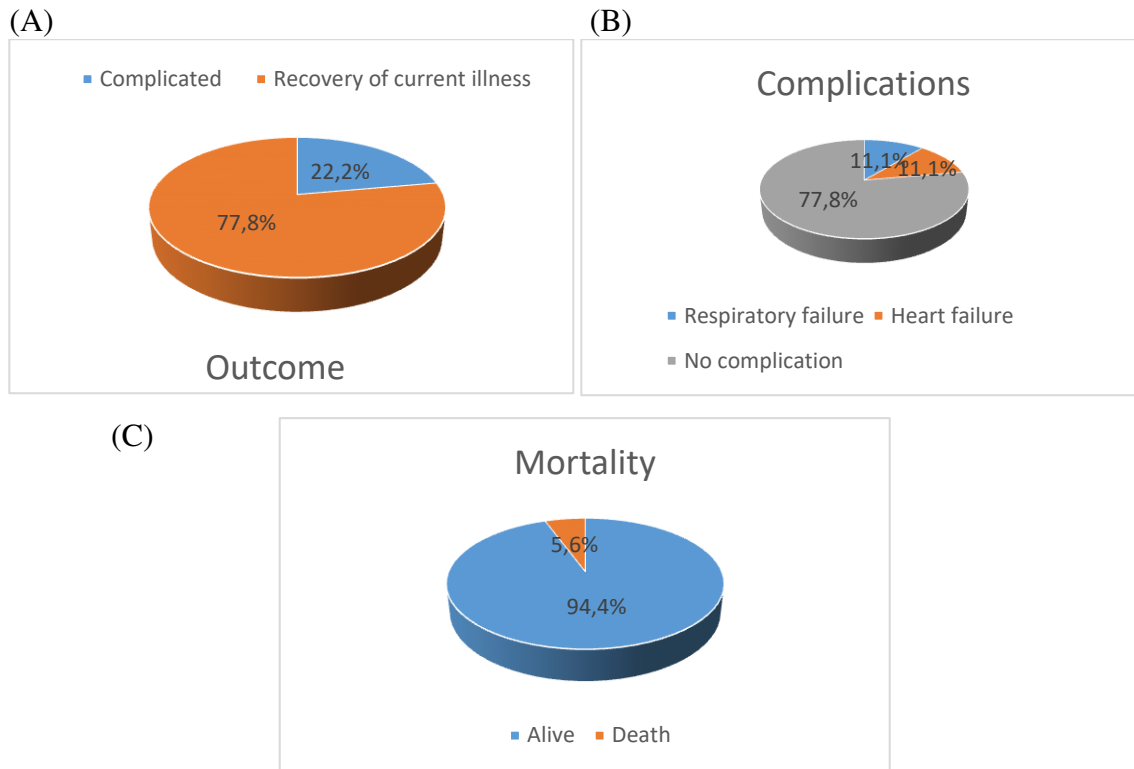 (A)
Complicated Recovery of current illness
22,2%
77,8%
Outcome
(B)
Complications
11,1%
11,1%
77,8%
Respiratory failure Heart failure
No complication
(C)
Mortality
5,6%
94,4%
Alive Death